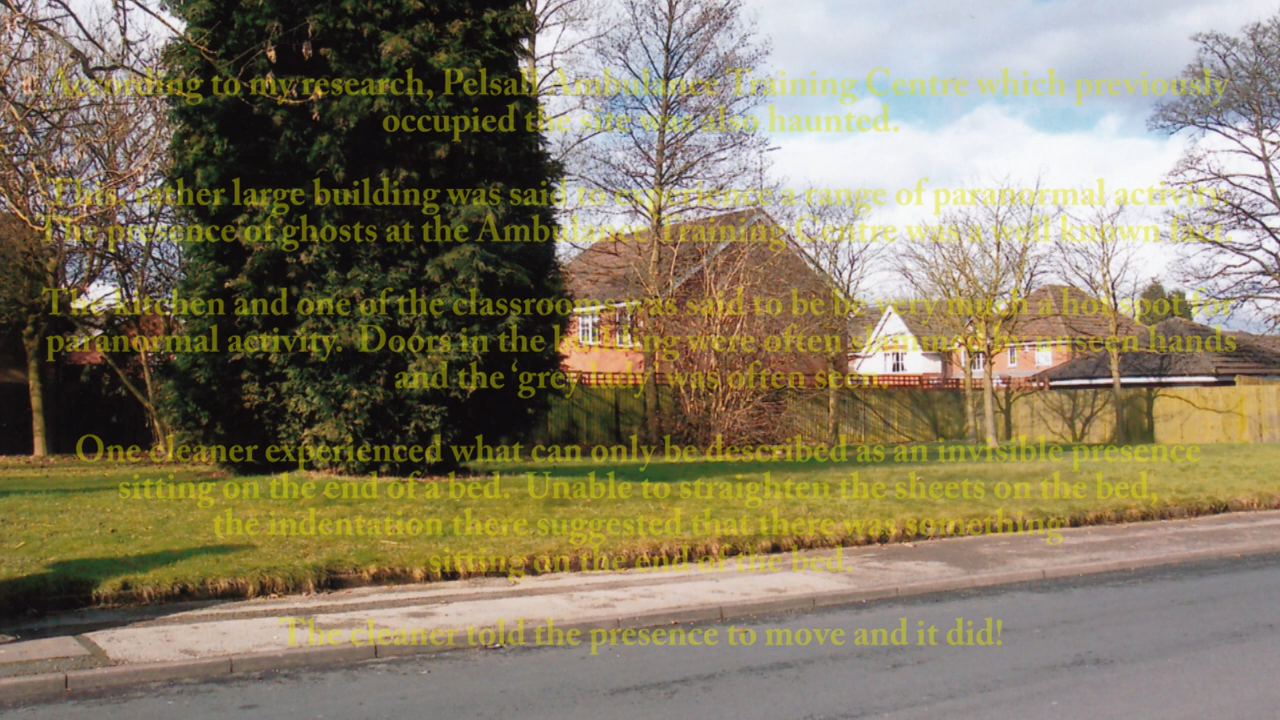 According to my research, Pelsall Ambulance Training Centre which previously
occupied the site was also haunted.
This, rather large building was said to experience a range of paranormal activity.
The presence of ghosts at the Ambulance Training Centre was a well known fact.
The kitchen and one of the classrooms was said to be be very much a hot spot for
paranormal activity. Doors in the building were often slammed by unseen hands
and the 'grey lady' was often seen.
One cleaner experienced what can only be described as an invisible presence
sitting on the end of a bed. Unable to straighten the sheets on the bed,
the indentation there suggested that there was something
sitting on the end of the bed.
The cleaner told the presence to move and it did!